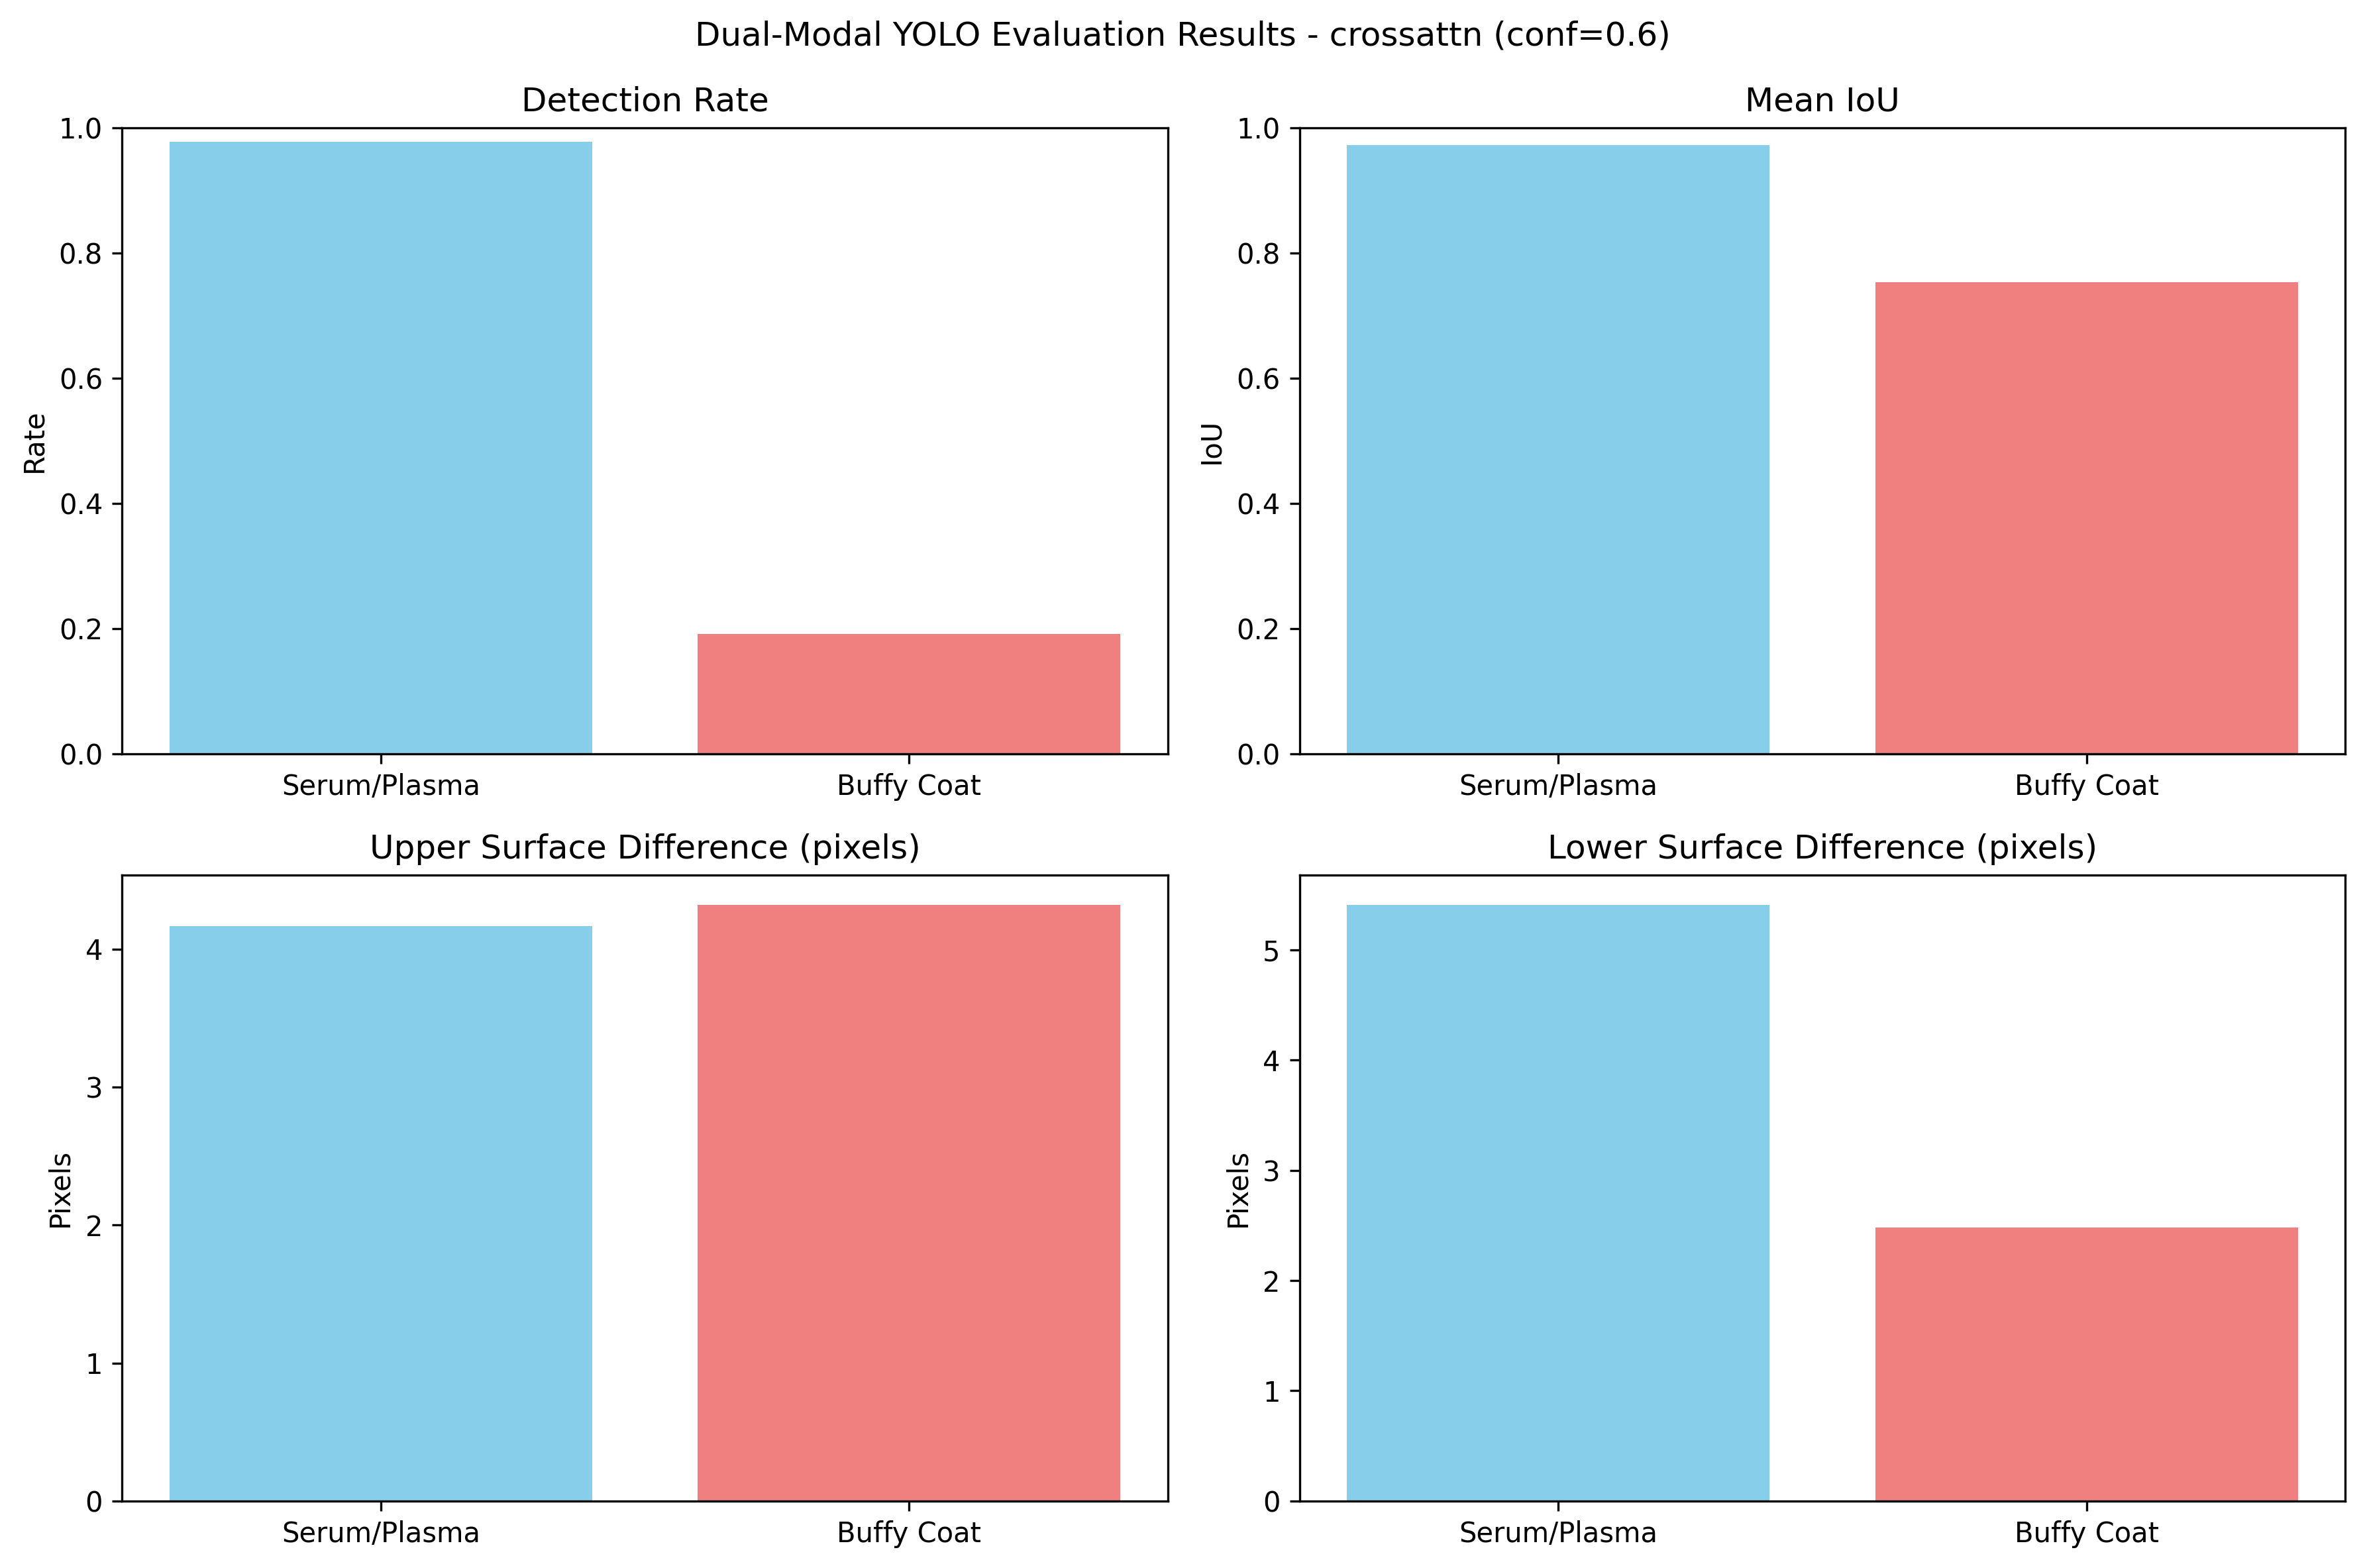 Dual-Modal YOLO Evaluation Results - crossattn (conf=0.6)
Detection Rate
1.0
0.8
0.6
0.4
0.2
0.0
Rate
Serum/Plasma
Buffy Coat
Mean IoU
1.0
0.8
0.6
0.4
0.2
0.0
IoU
Serum/Plasma
Buffy Coat
Upper Surface Difference (pixels)
4
3
2
1
0
Pixels
Serum/Plasma
Buffy Coat
Lower Surface Difference (pixels)
5
4
3
2
1
0
Pixels
Serum/Plasma
Buffy Coat